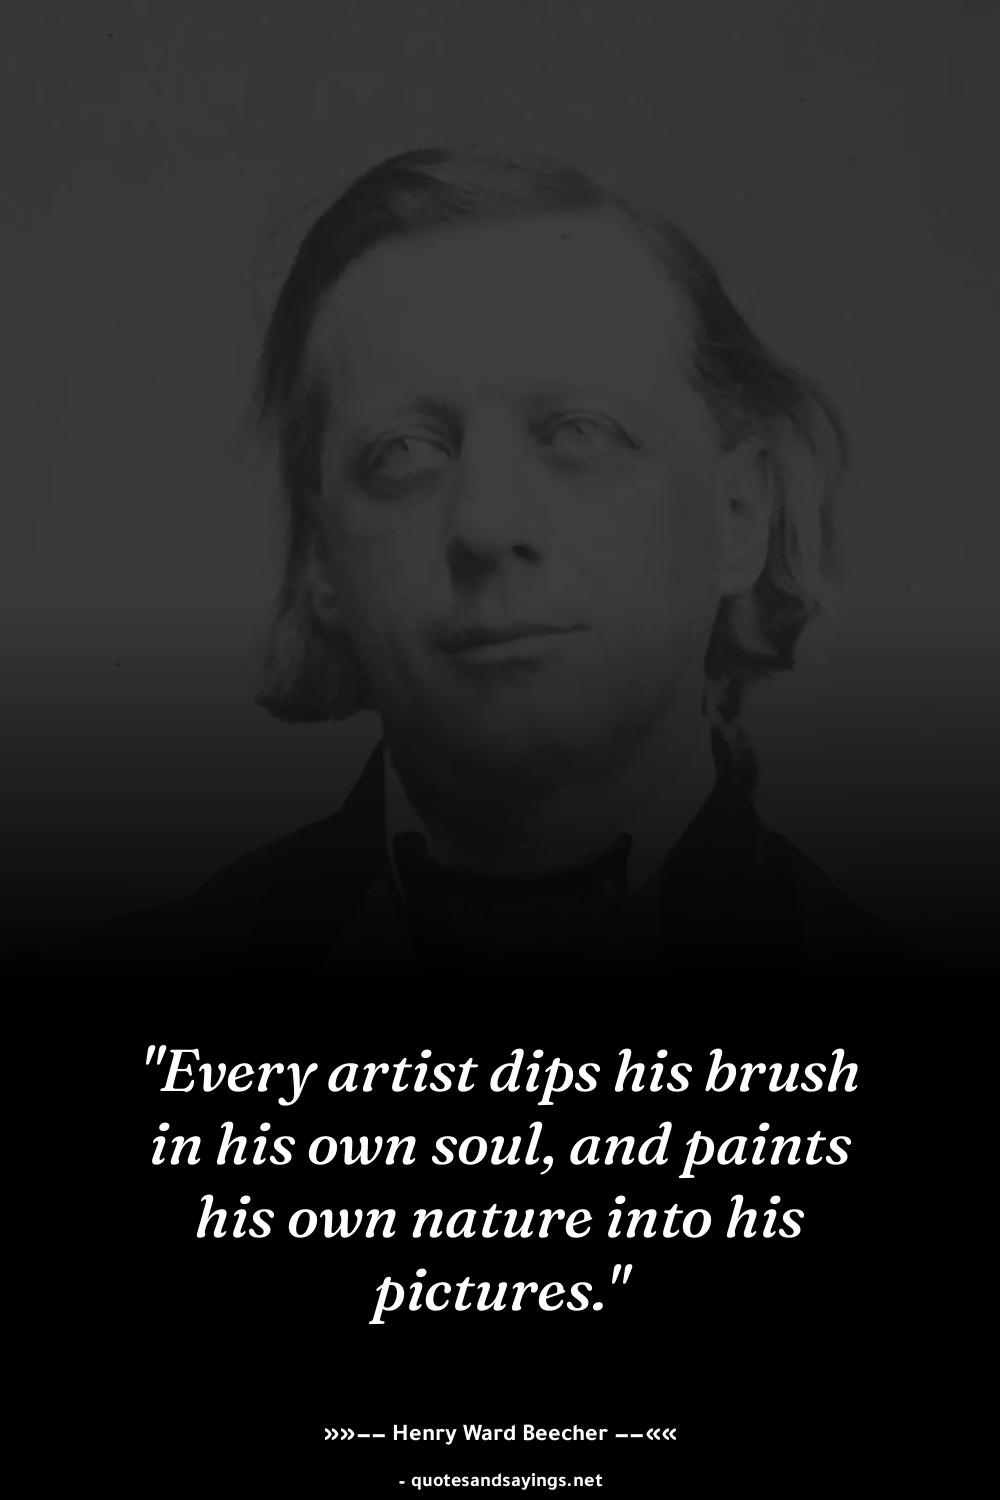 "Every artist dips his brush
in his own soul, and paints
his own nature into his
pictures."
»»–– Henry Ward Beecher ––««
- quotesandsayings.net